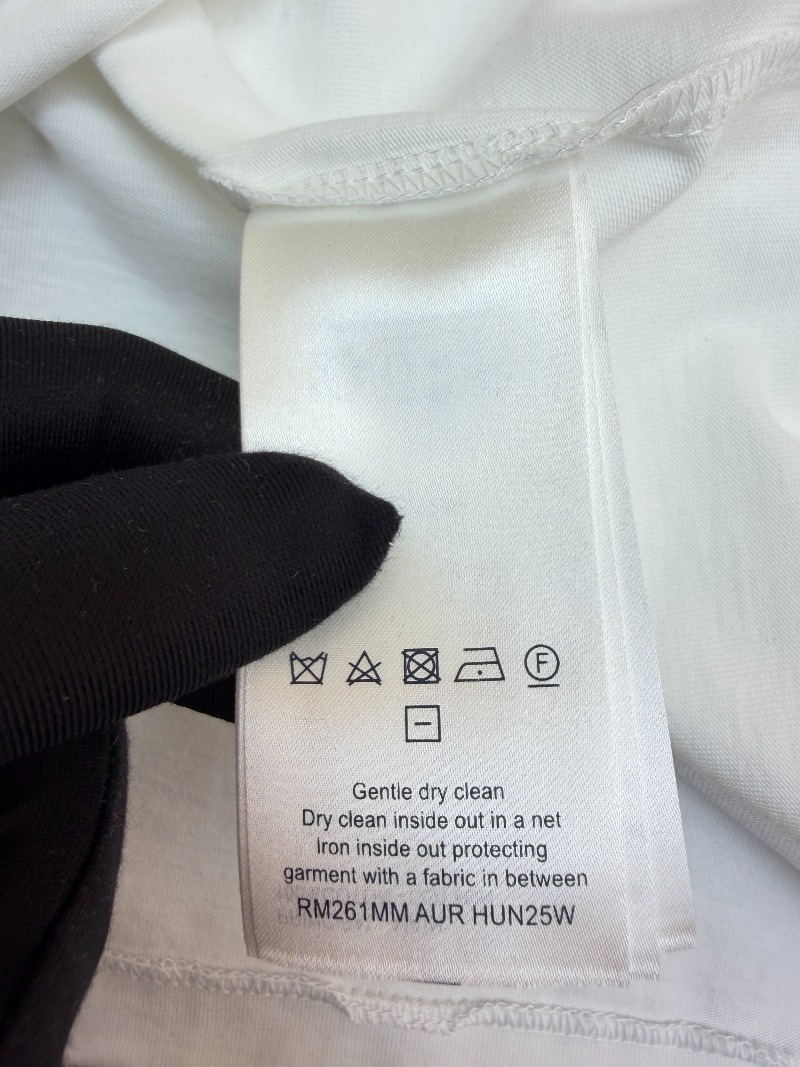 F
Gentle dry clean
Dry clean inside out in a net
Iron inside out protecting
garment with a fabric in between
RM261MM AUR HUN25W